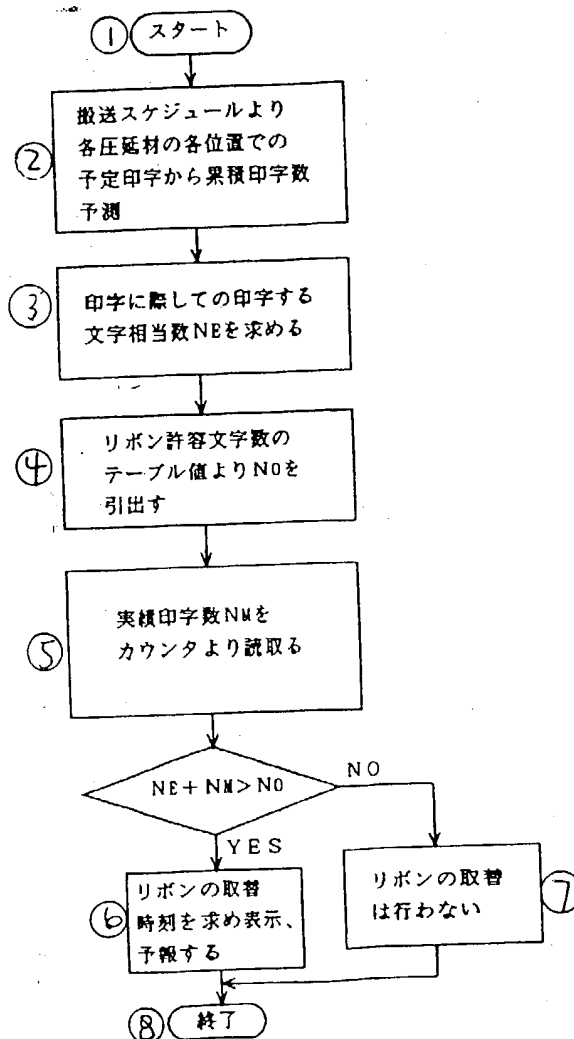 ① スタート
搬送スケジュールより
② 各圧延材の各位置での
予定印字から累積印字数
予測
③ 印字に際しての印字する
文字相当数NEを求める
リボン許容文字数の
④ テーブル値よりN0を
引出す
実績印字数NMを
⑤ カウンタより読取る
NE+NM>N0
NO
YES
リボンの取替
⑥ 時刻を求め表示、
予報する
リボンの取替 ⑦
は行わない
⑧ 終了